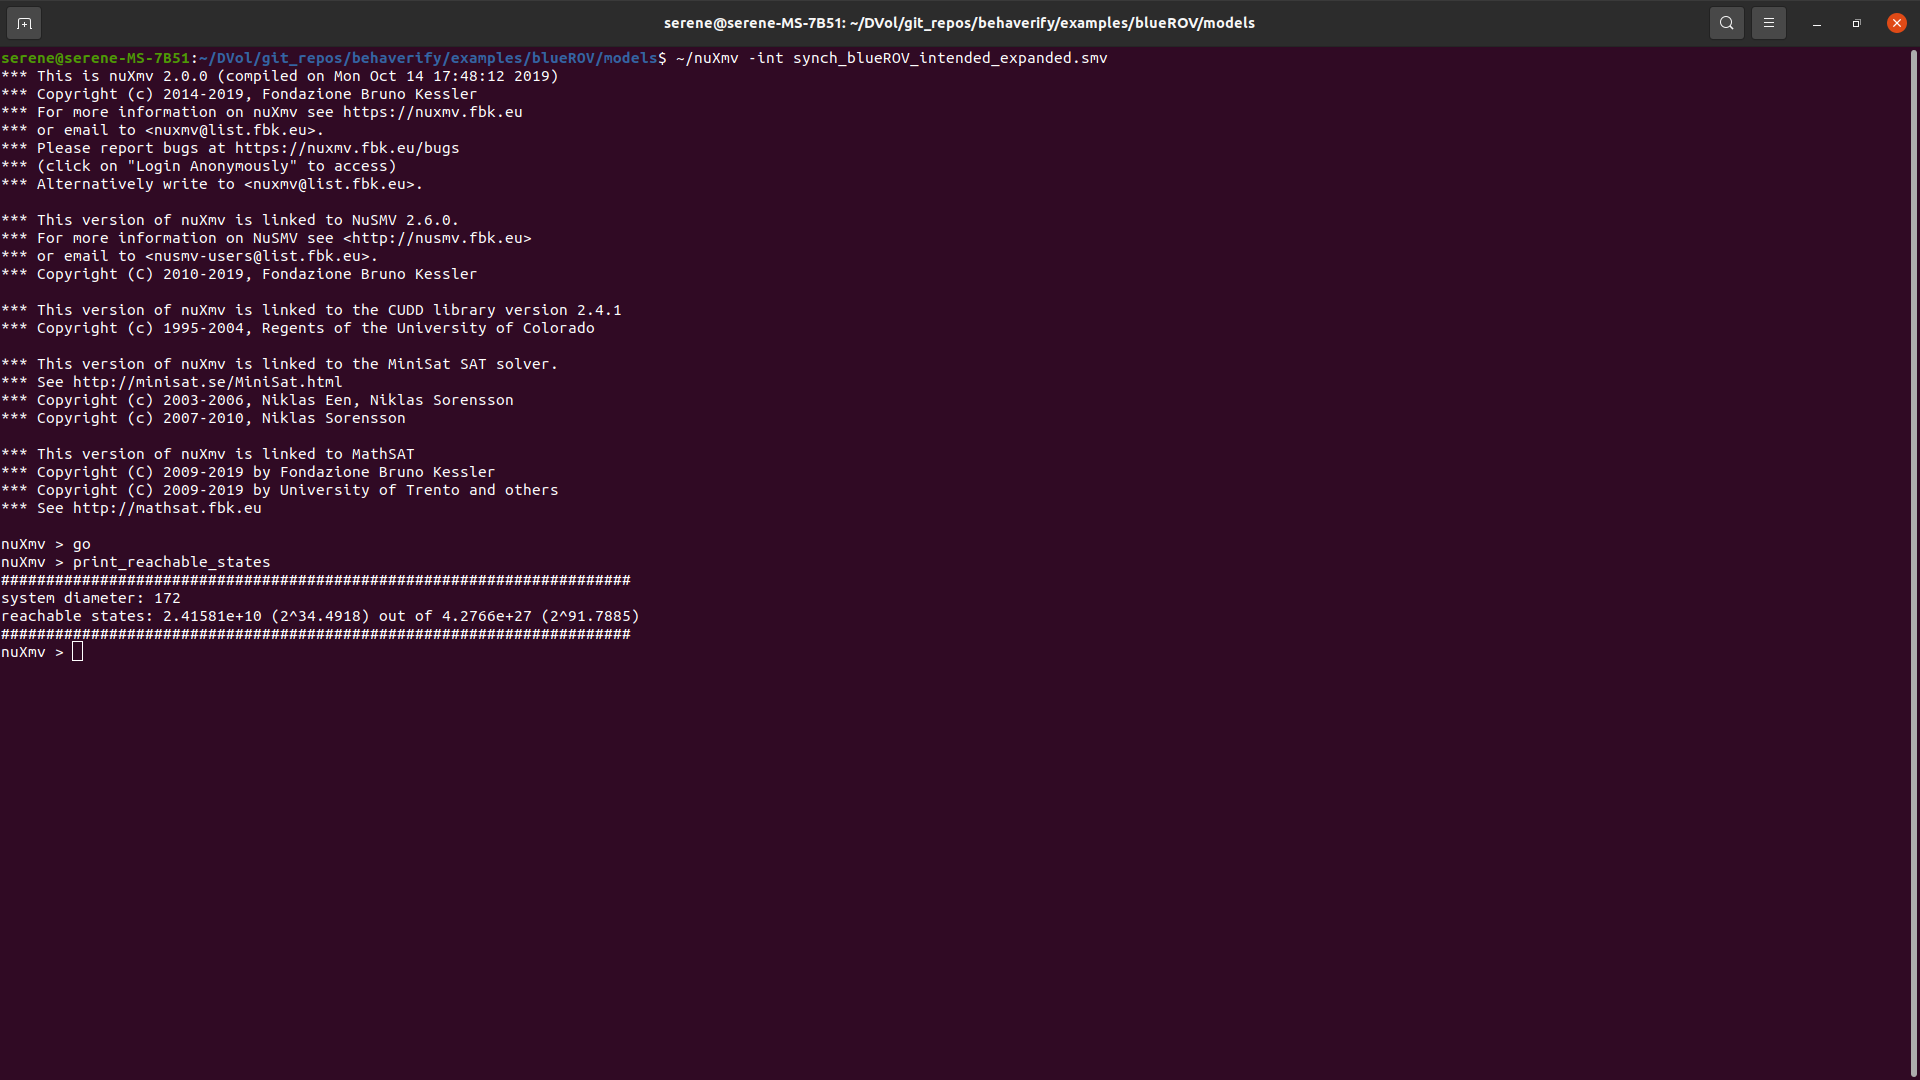 serene@serene-MS-7B51: ~/DVol/git_repos/behaverify/examples/blueROV/models
serene@serene-MS-7B51:~/DVol/git_repos/behaverify/examples/blueROV/models$ ~/nuXmv -int synch_blueROV_intended_expanded.smv
*** This is nuXmv 2.0.0 (compiled on Mon Oct 14 17:48:12 2019)
*** Copyright (c) 2014-2019, Fondazione Bruno Kessler
*** For more information on nuXmv see https://nuxmv.fbk.eu
*** or email to <nuxmv@list.fbk.eu>.
*** Please report bugs at https://nuxmv.fbk.eu/bugs
*** (click on "Login Anonymously" to access)
*** Alternatively write to <nuxmv@list.fbk.eu>.

*** This version of nuXmv is linked to NuSMV 2.6.0.
*** For more information on NuSMV see <http://nusmv.fbk.eu>
*** or email to <nusmv-users@list.fbk.eu>.
*** Copyright (C) 2010-2019, Fondazione Bruno Kessler

*** This version of nuXmv is linked to the CUDD library version 2.4.1
*** Copyright (c) 1995-2004, Regents of the University of Colorado

*** This version of nuXmv is linked to the MiniSat SAT solver.
*** See http://minisat.se/MiniSat.html
*** Copyright (c) 2003-2006, Niklas Een, Niklas Sorensson
*** Copyright (c) 2007-2010, Niklas Sorensson

*** This version of nuXmv is linked to MathSAT
*** Copyright (C) 2009-2019 by Fondazione Bruno Kessler
*** Copyright (C) 2009-2019 by University of Trento and others
*** See http://mathsat.fbk.eu

nuXmv > go
nuXmv > print_reachable_states
######################################################################
system diameter: 172
reachable states: 2.41581e+10 (2^34.4918) out of 4.2766e+27 (2^91.7885)
######################################################################
nuXmv >